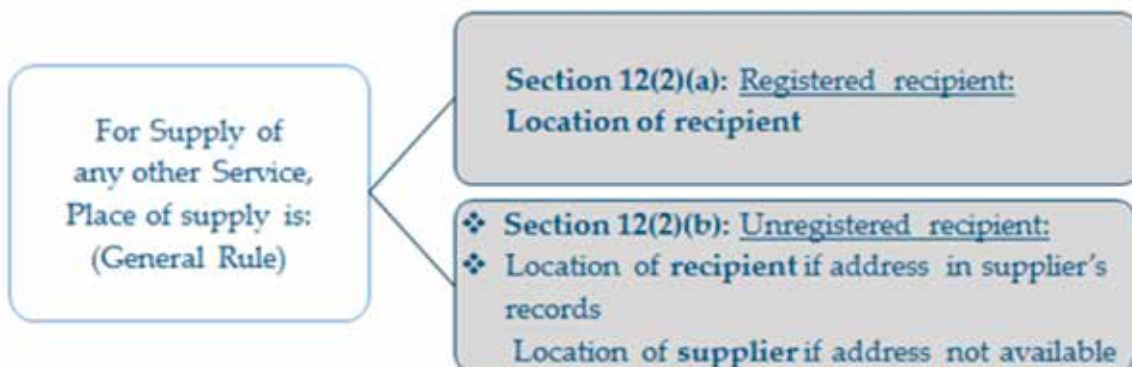 For Supply of
any other Service,
Place of supply is:
(General Rule)
Section 12(2)(a): Registered recipient:
Location of recipient
❖ Section 12(2)(b): Unregistered recipient:
❖ Location of recipient if address in supplier's
records
Location of supplier if address not available